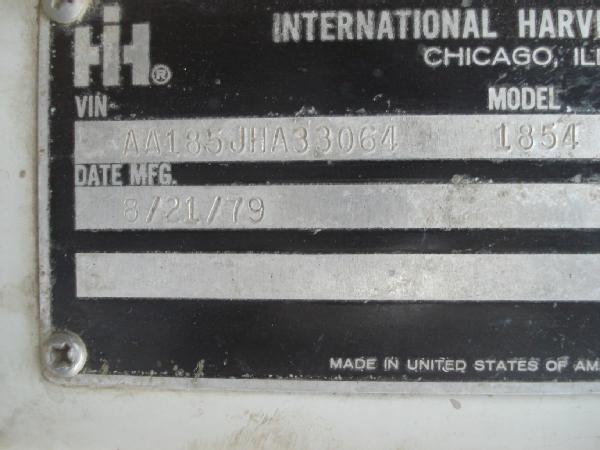 IH® INTERNATIONAL HARV
CHICAGO, ILL
VIN MODEL
AA185JHA33064 1854
DATE MFG.
8/21/79
MADE IN UNITED STATES OF AM